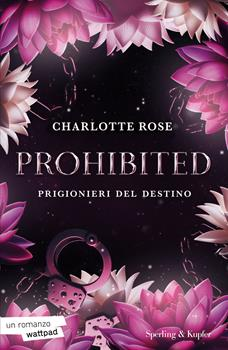 CHARLOTTE ROSE
PROHIBITED
PRIGIONIERI DEL DESTINO
un romanzo
wattpad
Sperling & Kupfer